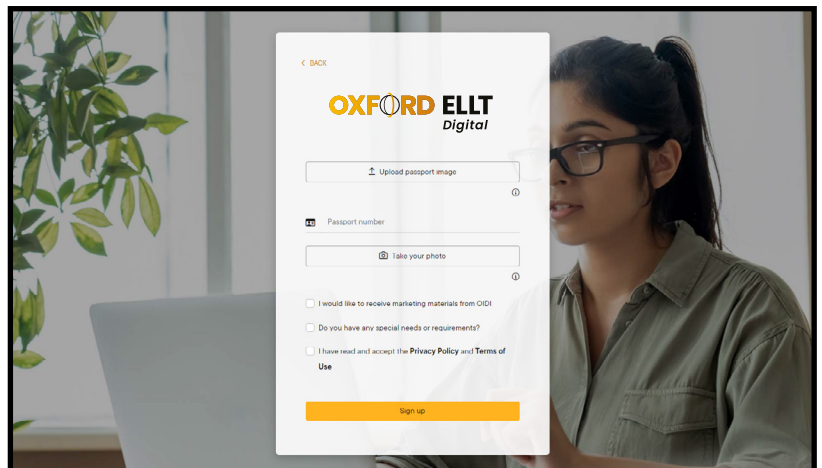 BACK
OXFORD ELLT
Digital
Upload passport image
Passport number
Take your photo
I would like to receive marketing materials from OIDI
Do you have any special needs or requirements?
I have read and accept the Privacy Policy and Terms of
Use
Sign up